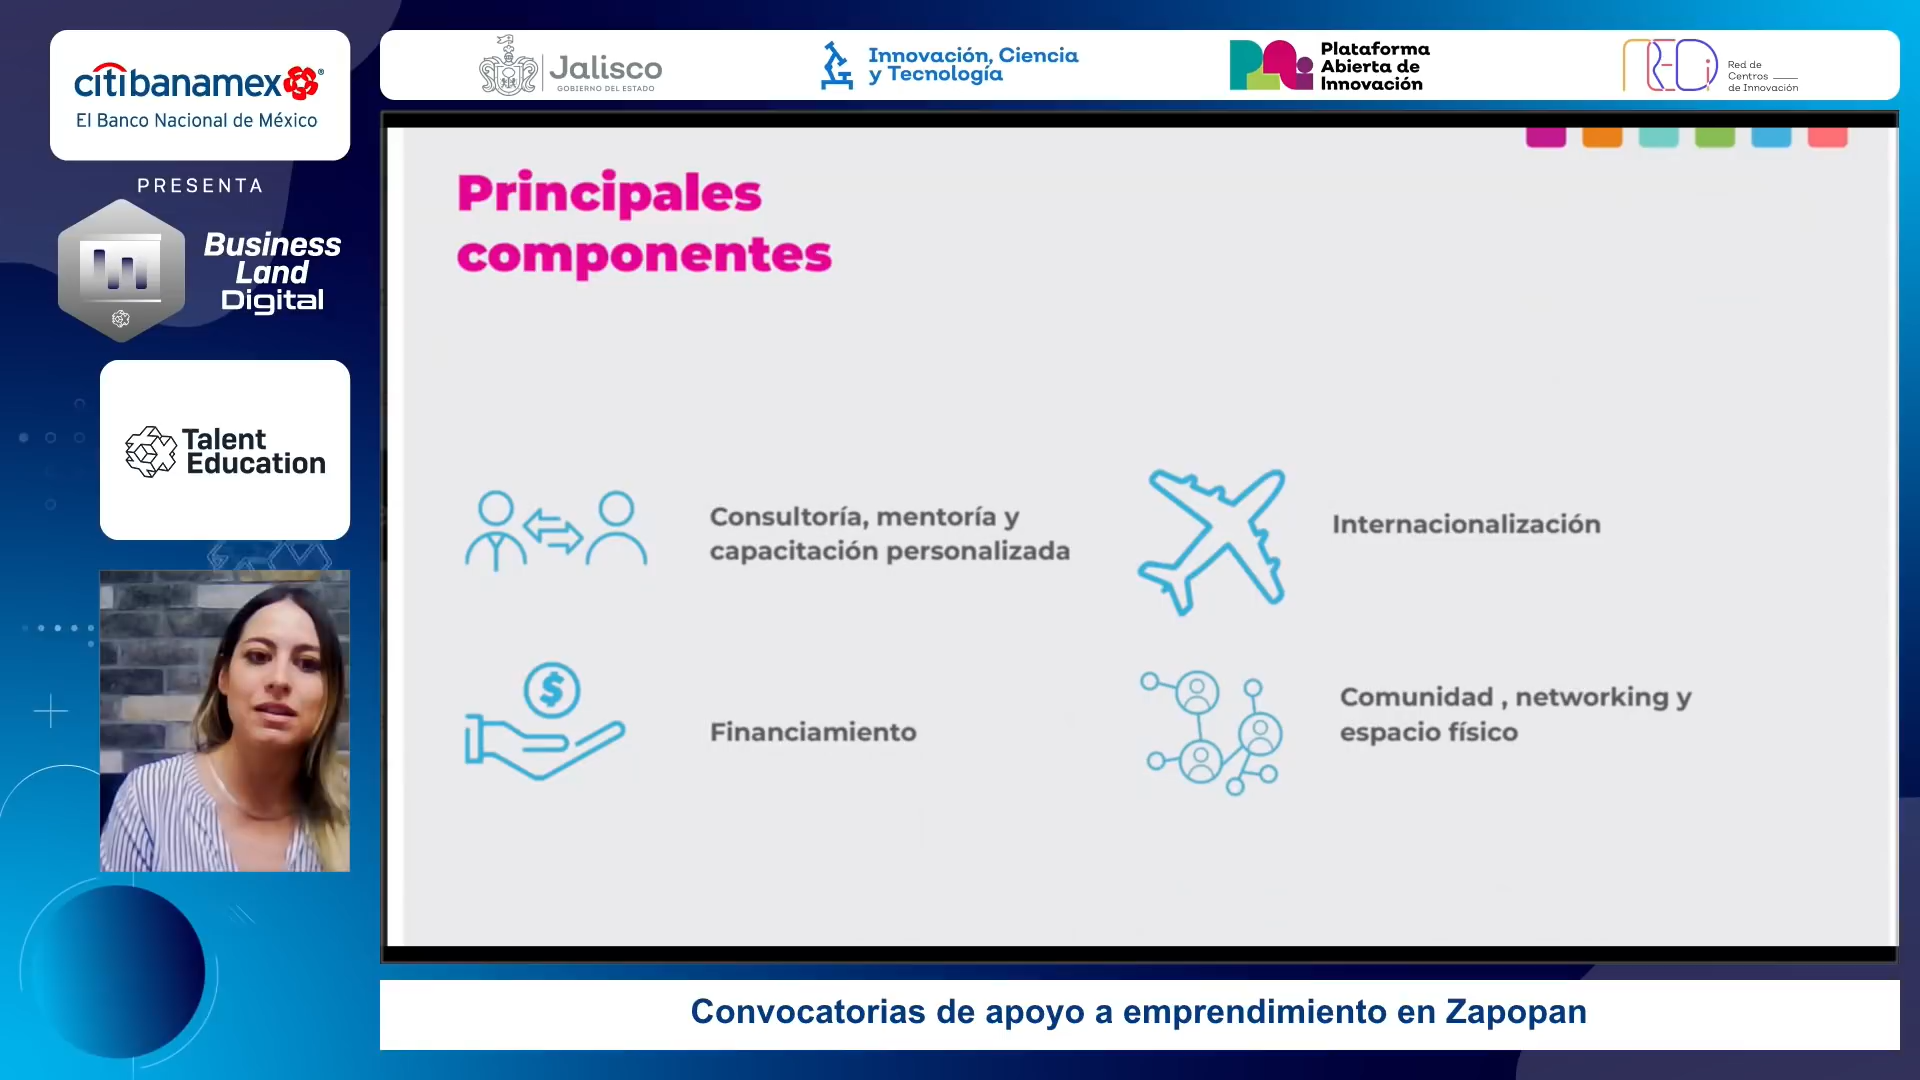 citibanamex
El Banco Nacional de México
PRESENTA
Business
Land
Digital
Talent
Education
Jalisco
GOBIERNO DEL ESTADO
Innovación, Ciencia
y Tecnología
Plataforma
Abierta de
Innovación
REDi
Red de
Centros
de Innovación
Principales
componentes
Consultoría, mentoría y
capacitación personalizada
Internacionalización
$
Financiamiento
Comunidad , networking y
espacio físico
Convocatorias de apoyo a emprendimiento en Zapopan